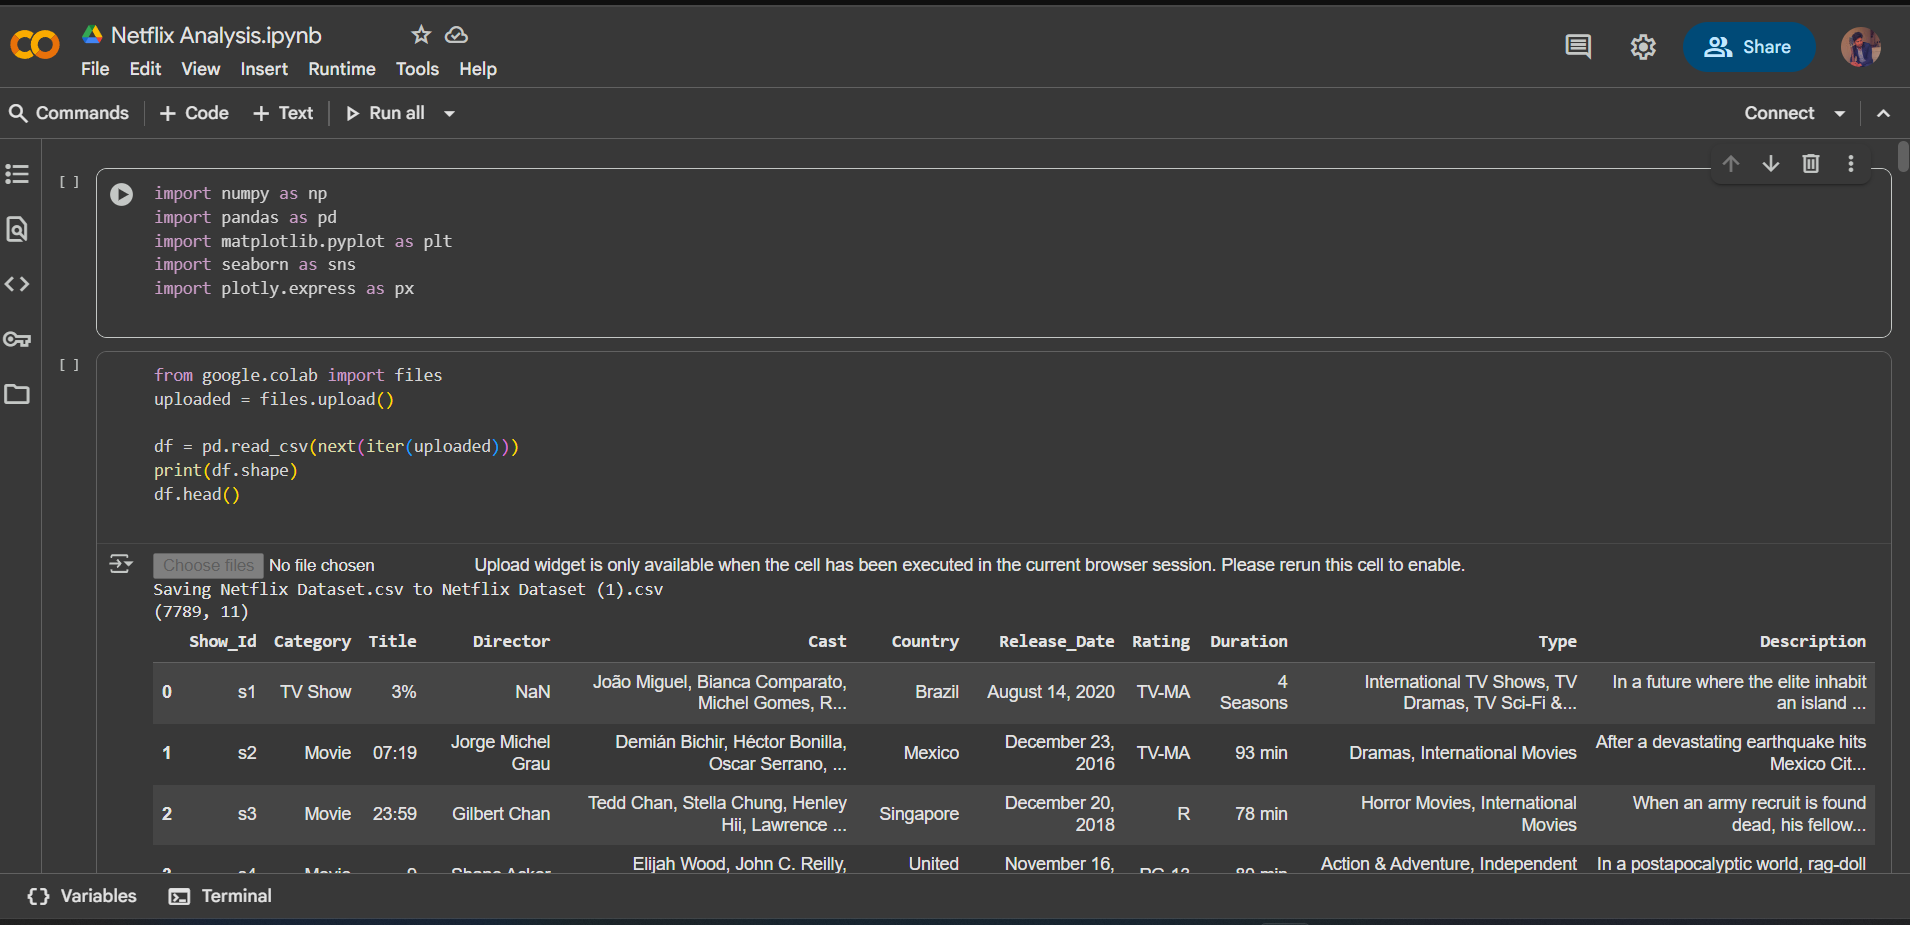 Netflix Analysis.ipynb
File Edit View Insert Runtime Tools Help
Share
Commands + Code + Text Run all
Connect
[ ]
import numpy as np
import pandas as pd
import matplotlib.pyplot as plt
import seaborn as sns
import plotly.express as px
[ ]
from google.colab import files
uploaded = files.upload()
df = pd.read_csv(next(iter(uploaded)))
print(df.shape)
df.head()
Choose files No file chosen Upload widget is only available when the cell has been executed in the current browser session. Please rerun this cell to enable.
Saving Netflix Dataset.csv to Netflix Dataset (1).csv
(7789, 11)
Show_Id Category Title Director Cast Country Release_Date Rating Duration Type Description
0 s1 TV Show 3% NaN João Miguel, Bianca Comparato, Michel Gomes, R... Brazil August 14, 2020 TV-MA 4 Seasons International TV Shows, TV Dramas, TV Sci-Fi &... In a future where the elite inhabit an island ...
1 s2 Movie 07:19 Jorge Michel Grau Demián Bichir, Héctor Bonilla, Oscar Serrano, ... Mexico December 23, 2016 TV-MA 93 min Dramas, International Movies After a devastating earthquake hits Mexico Cit...
2 s3 Movie 23:59 Gilbert Chan Tedd Chan, Stella Chung, Henley Hii, Lawrence ... Singapore December 20, 2018 R 78 min Horror Movies, International Movies When an army recruit is found dead, his fellow...
Elijah Wood, John C. Reilly, United November 16, Action & Adventure, Independent In a postapocalyptic world, rag-doll
Variables Terminal